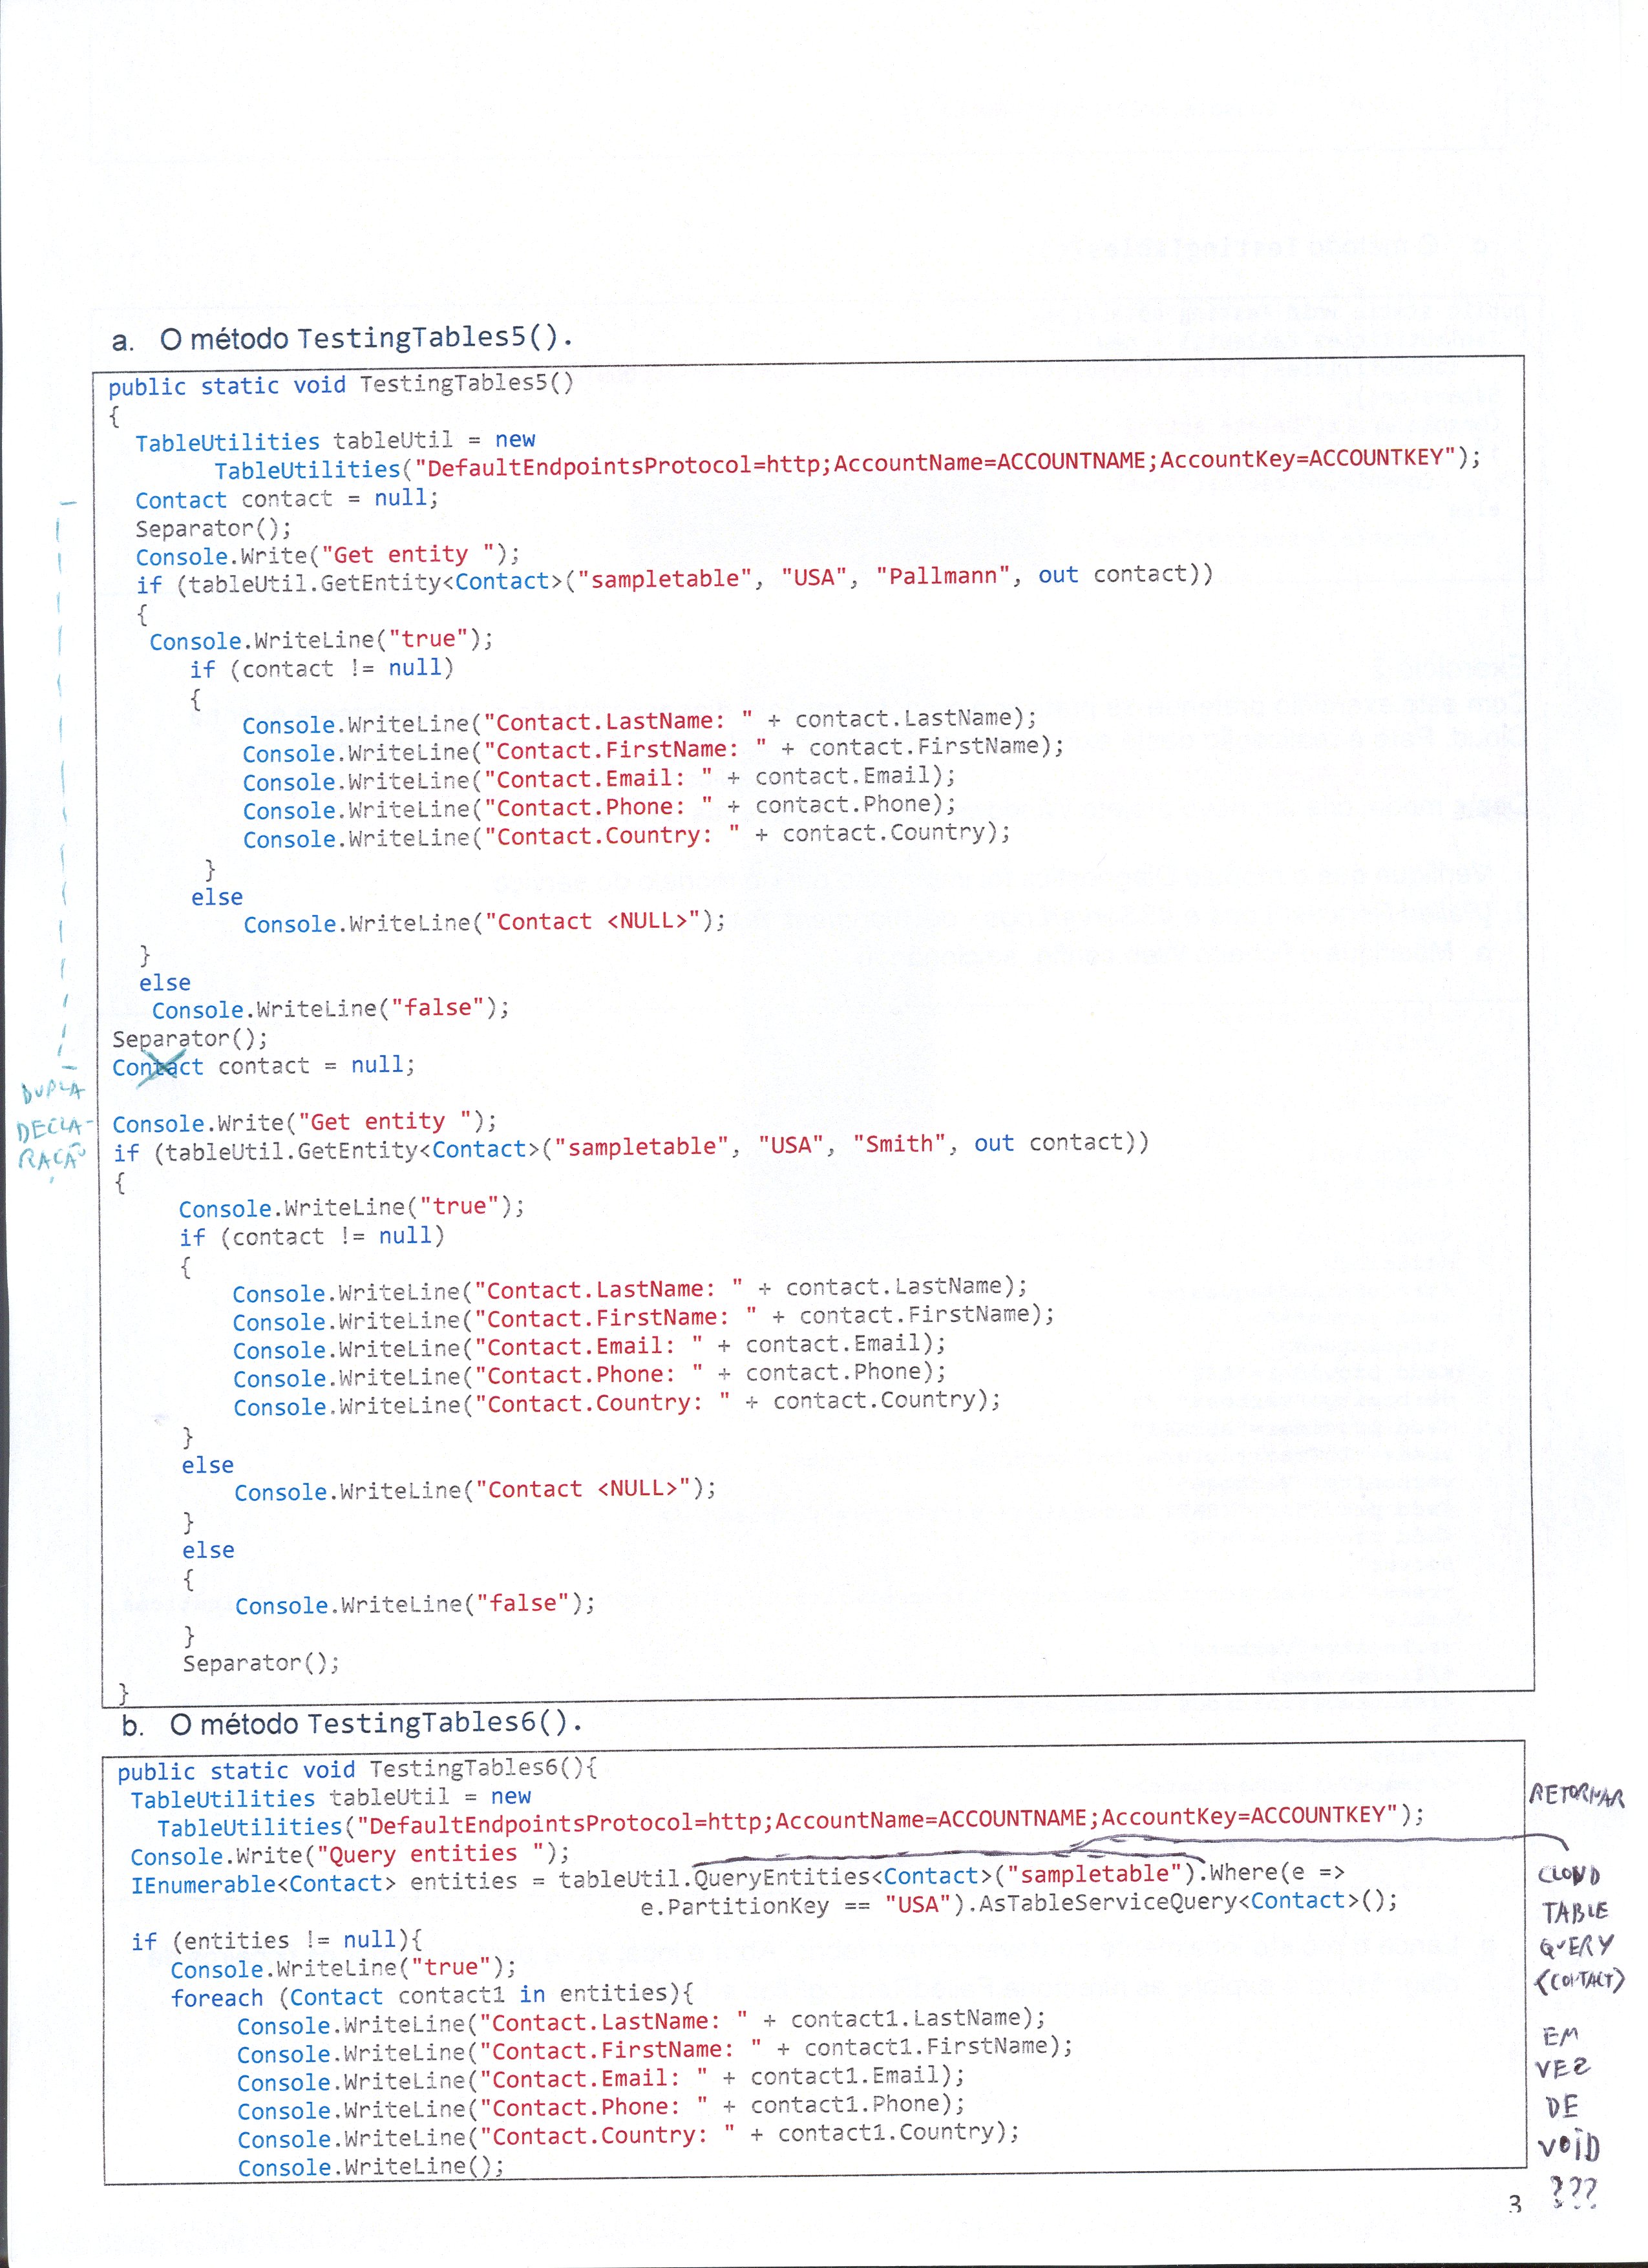 a. O método TestingTables5().
public static void TestingTables5()
{
TableUtilities tableUtil = new
TableUtilities("DefaultEndpointsProtocol=http;AccountName=ACCOUNTNAME;AccountKey=ACCOUNTKEY");
Contact contact = null;
Separator();
Console.Write("Get entity ");
if (tableUtil.GetEntity<Contact>("sampletable", "USA", "Pallmann", out contact))
{
Console.WriteLine("true");
if (contact != null)
{
Console.WriteLine("Contact.LastName: " + contact.LastName);
Console.WriteLine("Contact.FirstName: " + contact.FirstName);
Console.WriteLine("Contact.Email: " + contact.Email);
Console.WriteLine("Contact.Phone: " + contact.Phone);
Console.WriteLine("Contact.Country: " + contact.Country);
}
else
Console.WriteLine("Contact <NULL>");
}
else
Console.WriteLine("false");
Separator();
Contact contact = null;
DUPLA
DECLA-
RAÇÃO
Console.Write("Get entity ");
if (tableUtil.GetEntity<Contact>("sampletable", "USA", "Smith", out contact))
{
Console.WriteLine("true");
if (contact != null)
{
Console.WriteLine("Contact.LastName: " + contact.LastName);
Console.WriteLine("Contact.FirstName: " + contact.FirstName);
Console.WriteLine("Contact.Email: " + contact.Email);
Console.WriteLine("Contact.Phone: " + contact.Phone);
Console.WriteLine("Contact.Country: " + contact.Country);
}
else
Console.WriteLine("Contact <NULL>");
}
else
{
Console.WriteLine("false");
}
Separator();
}
b. O método TestingTables6().
public static void TestingTables6(){
TableUtilities tableUtil = new
TableUtilities("DefaultEndpointsProtocol=http;AccountName=ACCOUNTNAME;AccountKey=ACCOUNTKEY");
Console.Write("Query entities ");
IEnumerable<Contact> entities = tableUtil.QueryEntities<Contact>("sampletable").Where(e =>
e.PartitionKey == "USA").AsTableServiceQuery<Contact>();
if (entities != null){
Console.WriteLine("true");
foreach (Contact contact1 in entities){
Console.WriteLine("Contact.LastName: " + contact1.LastName);
Console.WriteLine("Contact.FirstName: " + contact1.FirstName);
Console.WriteLine("Contact.Email: " + contact1.Email);
Console.WriteLine("Contact.Phone: " + contact1.Phone);
Console.WriteLine("Contact.Country: " + contact1.Country);
Console.WriteLine();
RETORNAR
CLOUD
TABLE
QUERY
<CONTACT>
EM
VEZ
DE
VOID
???
3